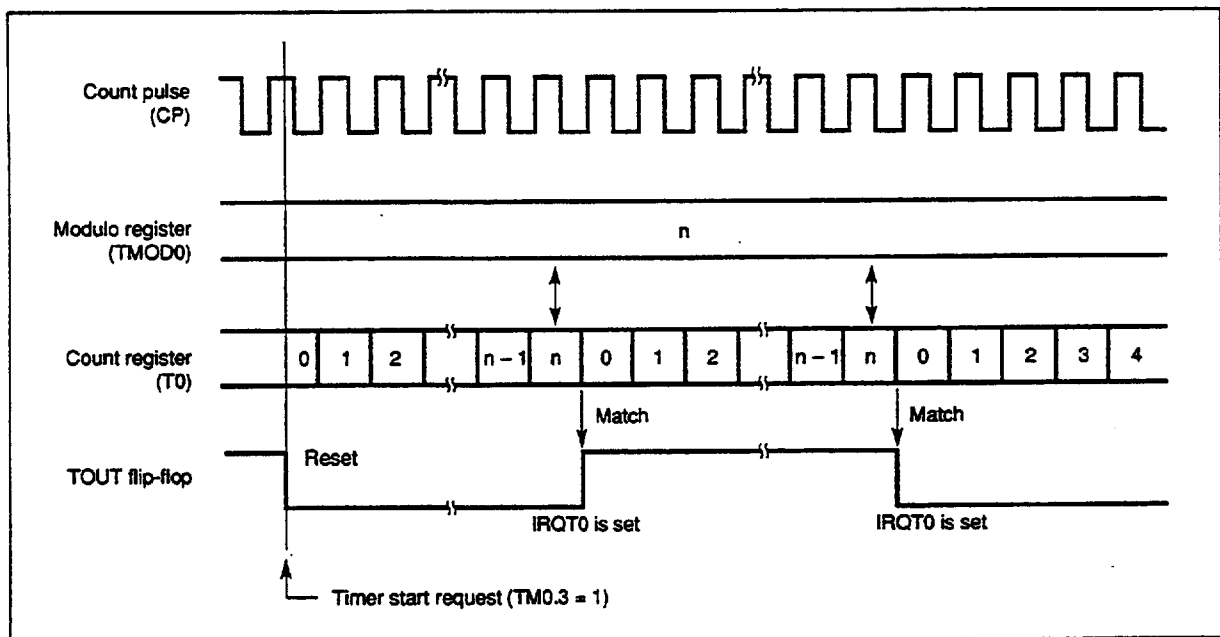 Count pulse
(CP)
Modulo register
(TMOD0)
n
Count register
(T0)
0 1 2 n – 1 n 0 1 2 n–1 n 0 1 2 3 4
Match
Match
TOUT flip-flop
Reset
IRQT0 is set
IRQT0 is set
Timer start request (TM0.3 = 1)